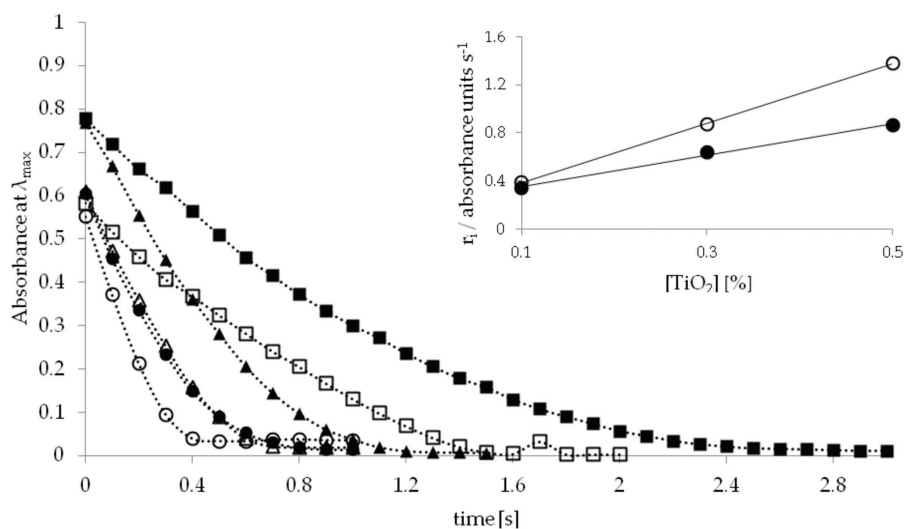 Absorbance at λmax
1
0.9
0.8
0.7
0.6
0.5
0.4
0.3
0.2
0.1
0
0 0.4 0.8 1.2 1.6 2 2.4 2.8
time [s]
ri / absorbance units s-1
1.6
1.2
0.8
0.4
0
0.1 0.3 0.5
[TiO2] [%]